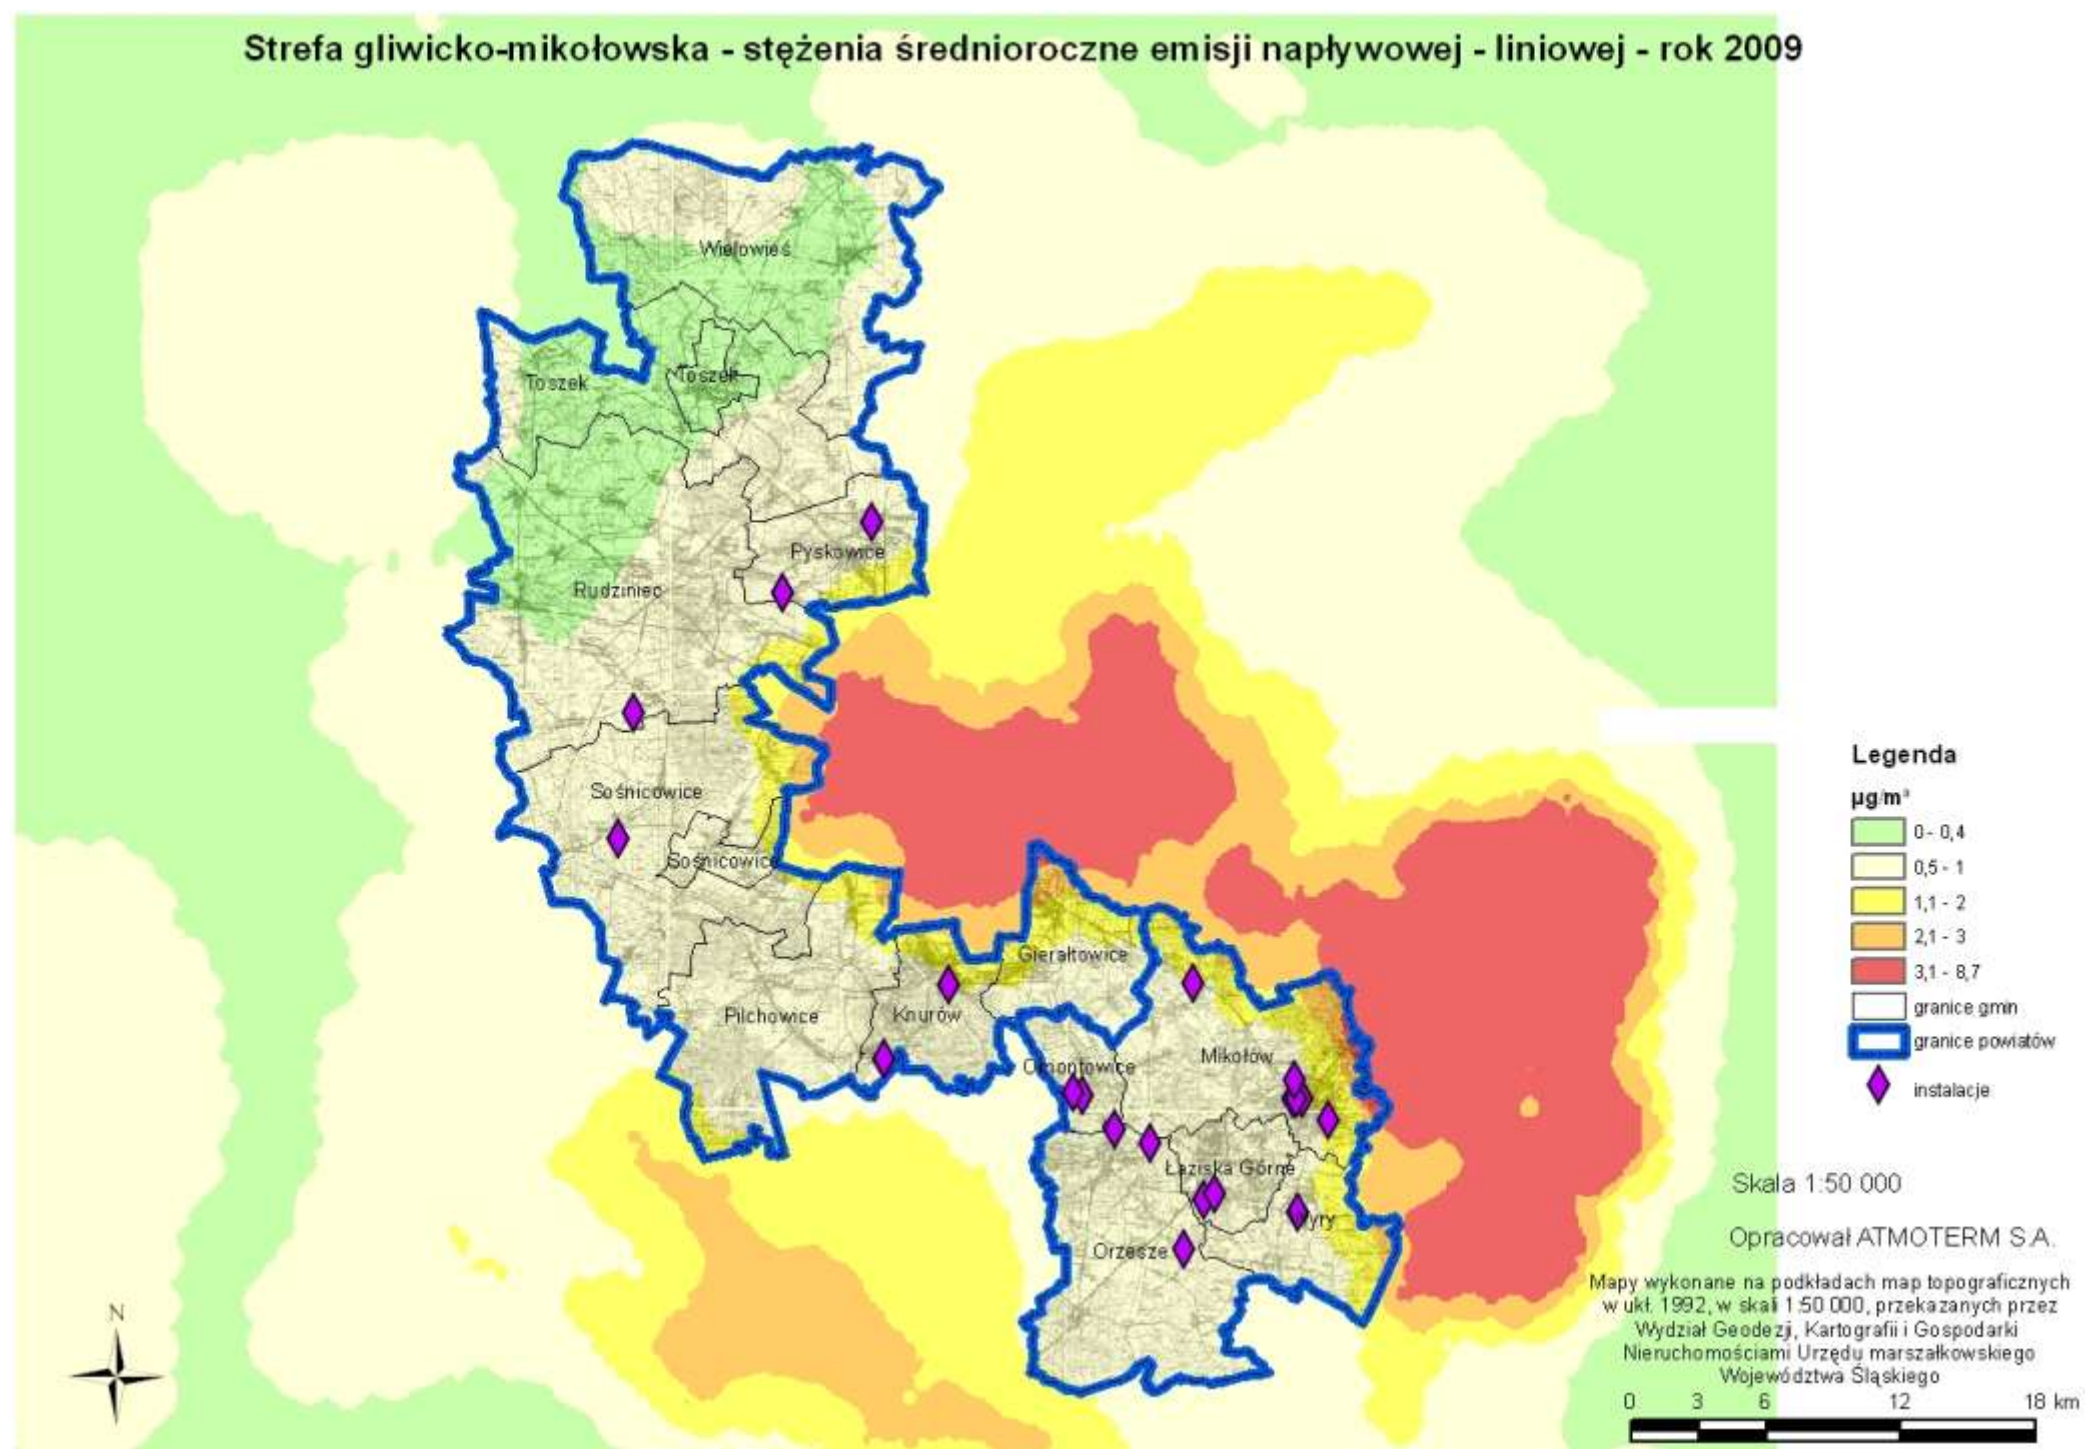 Strefa gliwicko-mikołowska - stężenia średnioroczne emisji napływowej - liniowej - rok 2009
Wielowieś
Toszek
Toszek
Pyskowice
Rudziniec
Sośnicowice
Sośnicowice
Gierałtowice
Pilchowice
Knurów
Mikołów
Ornontowice
Łaziska Górne
yry
Orzesze
Legenda
µg/m³
0 - 0,4
0,5 - 1
1,1 - 2
2,1 - 3
3,1 - 8,7
granice gmin
granice powiatów
instalacje
Skala 1:50 000
Opracował ATMOTERM S.A.
Mapy wykonane na podkładach map topograficznych
w ukł. 1992, w skali 1:50 000, przekazanych przez
Wydział Geodezji, Kartografii i Gospodarki
Nieruchomościami Urzędu marszałkowskiego
Województwa Śląskiego
N
0 3 6 12 18 km